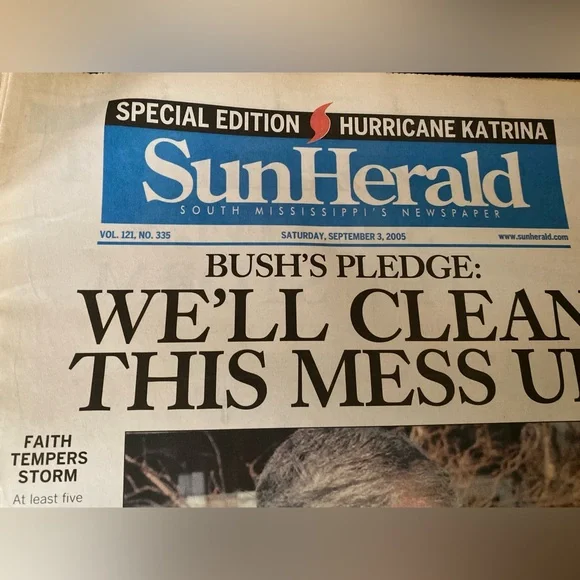 SPECIAL EDITION HURRICANE KATRINA
SunHerald
SOUTH MISSISSIPPI'S NEWSPAPER
VOL. 121, NO. 335 SATURDAY, SEPTEMBER 3, 2005 www.sunherald.com
BUSH'S PLEDGE:
WE'LL CLEAN
THIS MESS
FAITH
TEMPERS
STORM
At least five